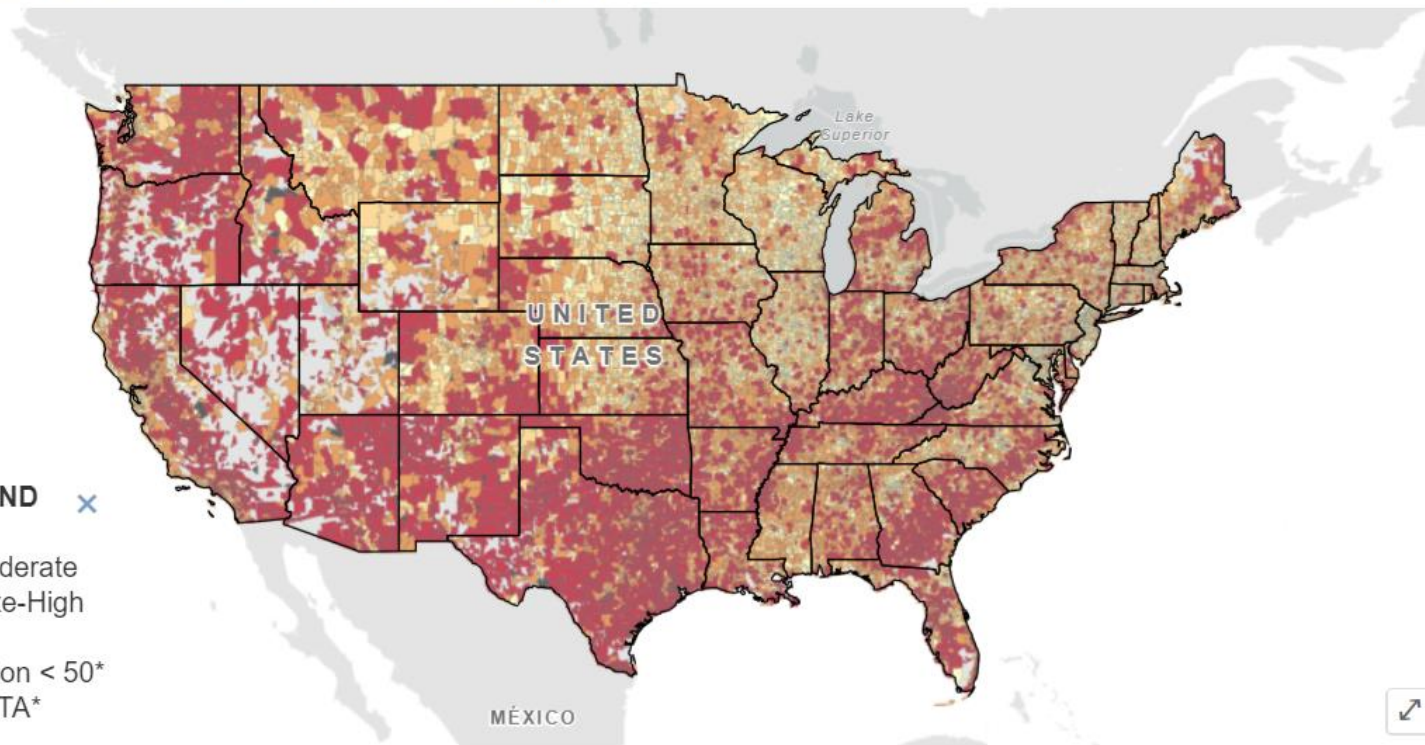 Lake
Superior
UNITED
STATES
ND
derate
te-High
on < 50*
TA*
MÉXICO